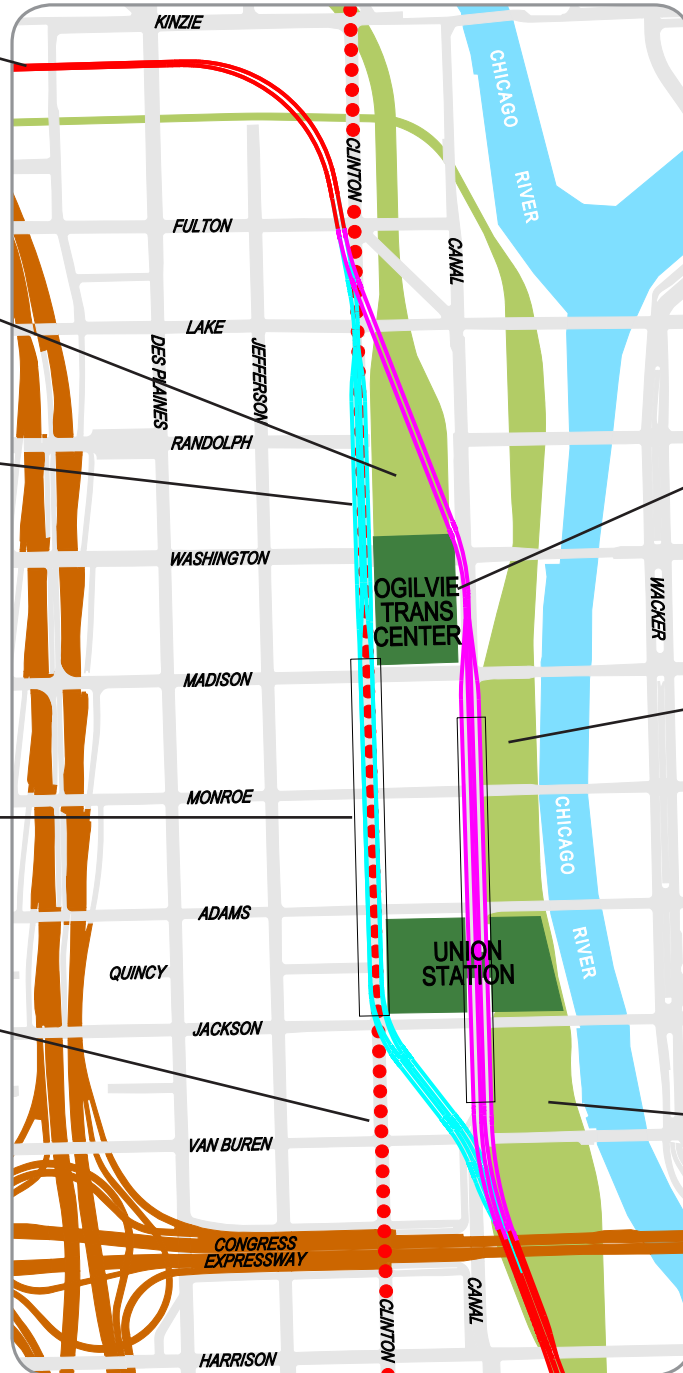 KINZIE
CHICAGO
RIVER
CLINTON
FULTON
CANAL
LAKE
DES PLAINES
JEFFERSON
RANDOLPH
WASHINGTON
OGILVIE
TRANS
CENTER
WACKER
MADISON
MONROE
CHICAGO
RIVER
ADAMS
UNION
STATION
QUINCY
JACKSON
VAN BUREN
CONGRESS
EXPRESSWAY
CLINTON
CANAL
HARRISON